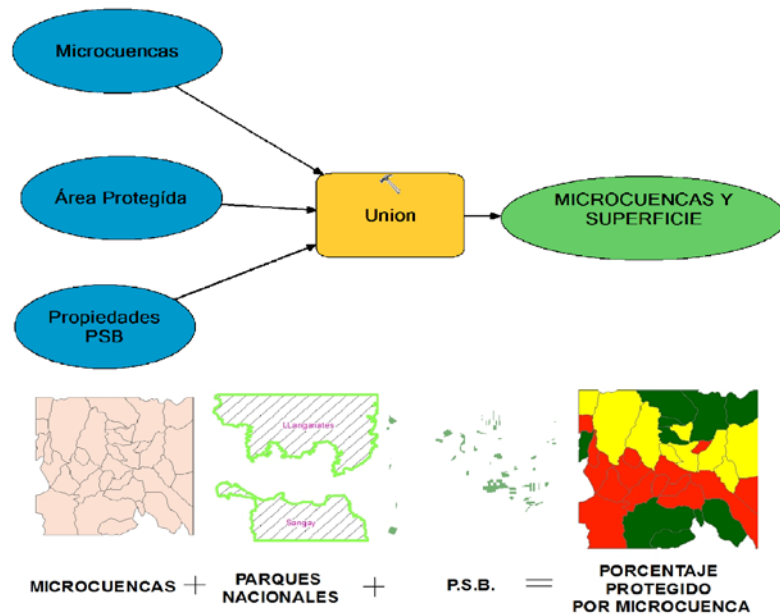 Microcuencas
Área Protegída
Union
MICROCUENCAS Y
SUPERFICIE
Propiedades
PSB
LLanganates
Sangay
MICROCUENCAS + PARQUES NACIONALES + P.S.B. = PORCENTAJE PROTEGIDO POR MICROCUENCA